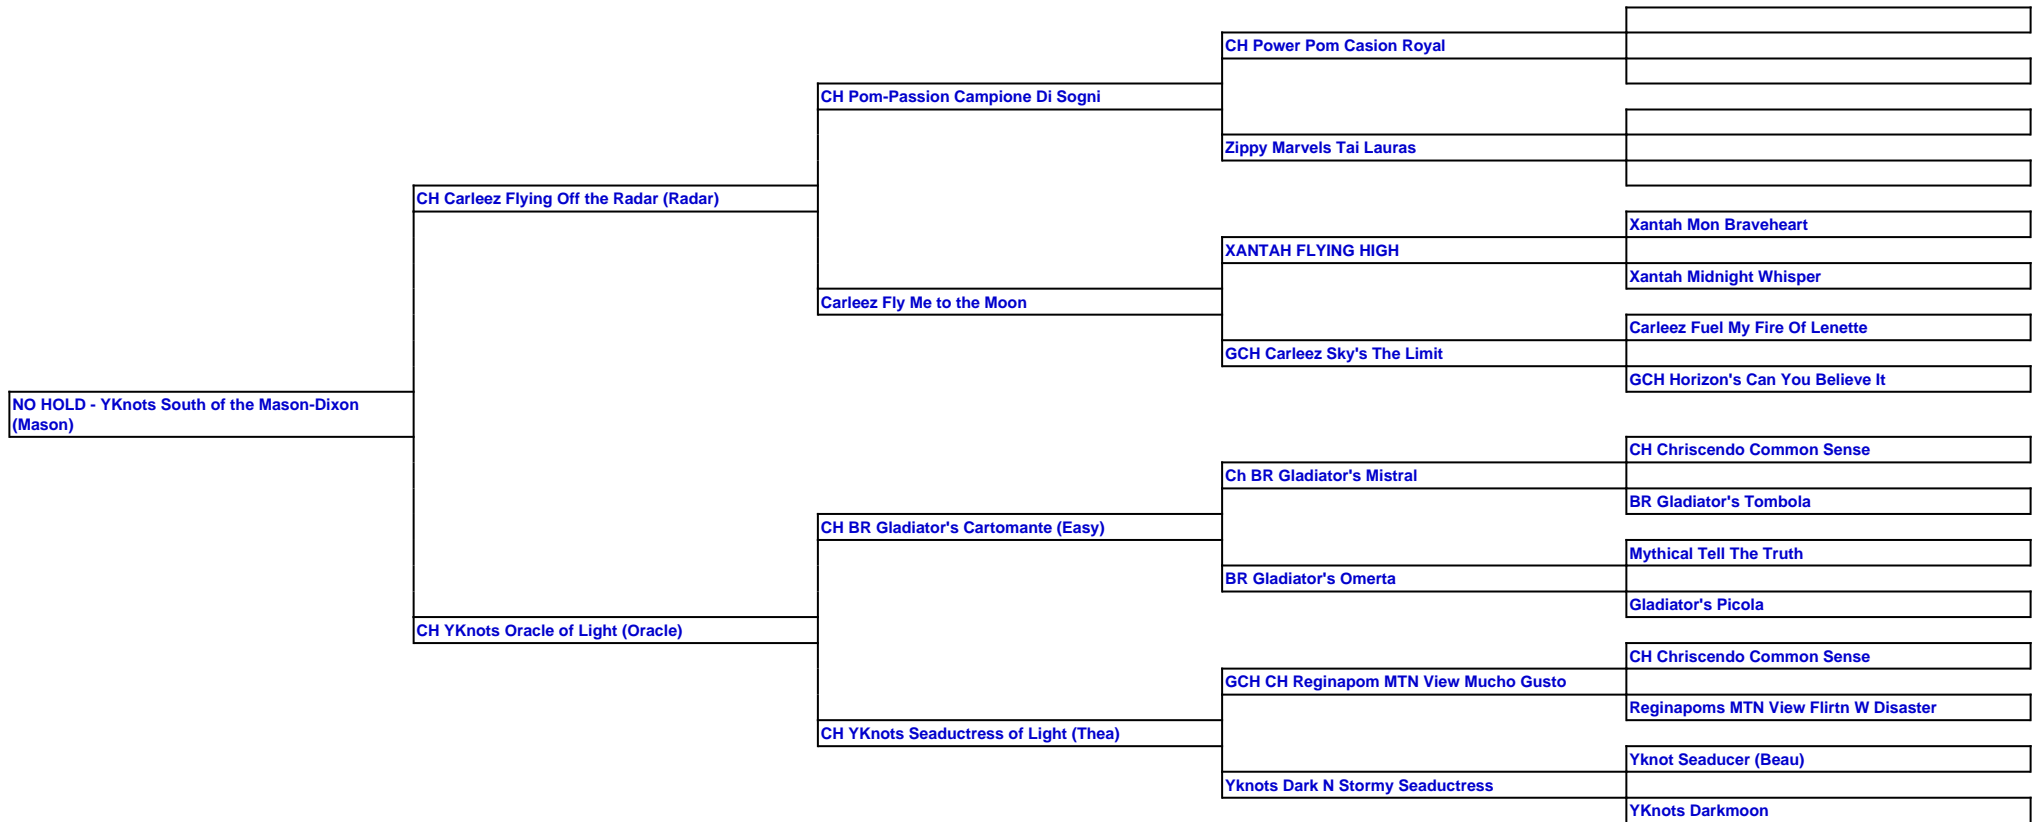 CH Power Pom Casion Royal
CH Pom-Passion Campione Di Sogni
Zippy Marvels Tai Lauras
CH Carleez Flying Off the Radar (Radar)
Xantah Mon Braveheart
XANTAH FLYING HIGH
Xantah Midnight Whisper
Carleez Fly Me to the Moon
Carleez Fuel My Fire Of Lenette
GCH Carleez Sky's The Limit
GCH Horizon's Can You Believe It
NO HOLD - YKnots South of the Mason-Dixon
(Mason)
CH Chriscendo Common Sense
Ch BR Gladiator's Mistral
BR Gladiator's Tombola
CH BR Gladiator's Cartomante (Easy)
Mythical Tell The Truth
BR Gladiator's Omerta
Gladiator's Picola
CH YKnots Oracle of Light (Oracle)
CH Chriscendo Common Sense
GCH CH Reginapom MTN View Mucho Gusto
Reginapoms MTN View Flirtn W Disaster
CH YKnots Seaductress of Light (Thea)
Yknot Seaducer (Beau)
Yknots Dark N Stormy Seaductress
YKnots Darkmoon